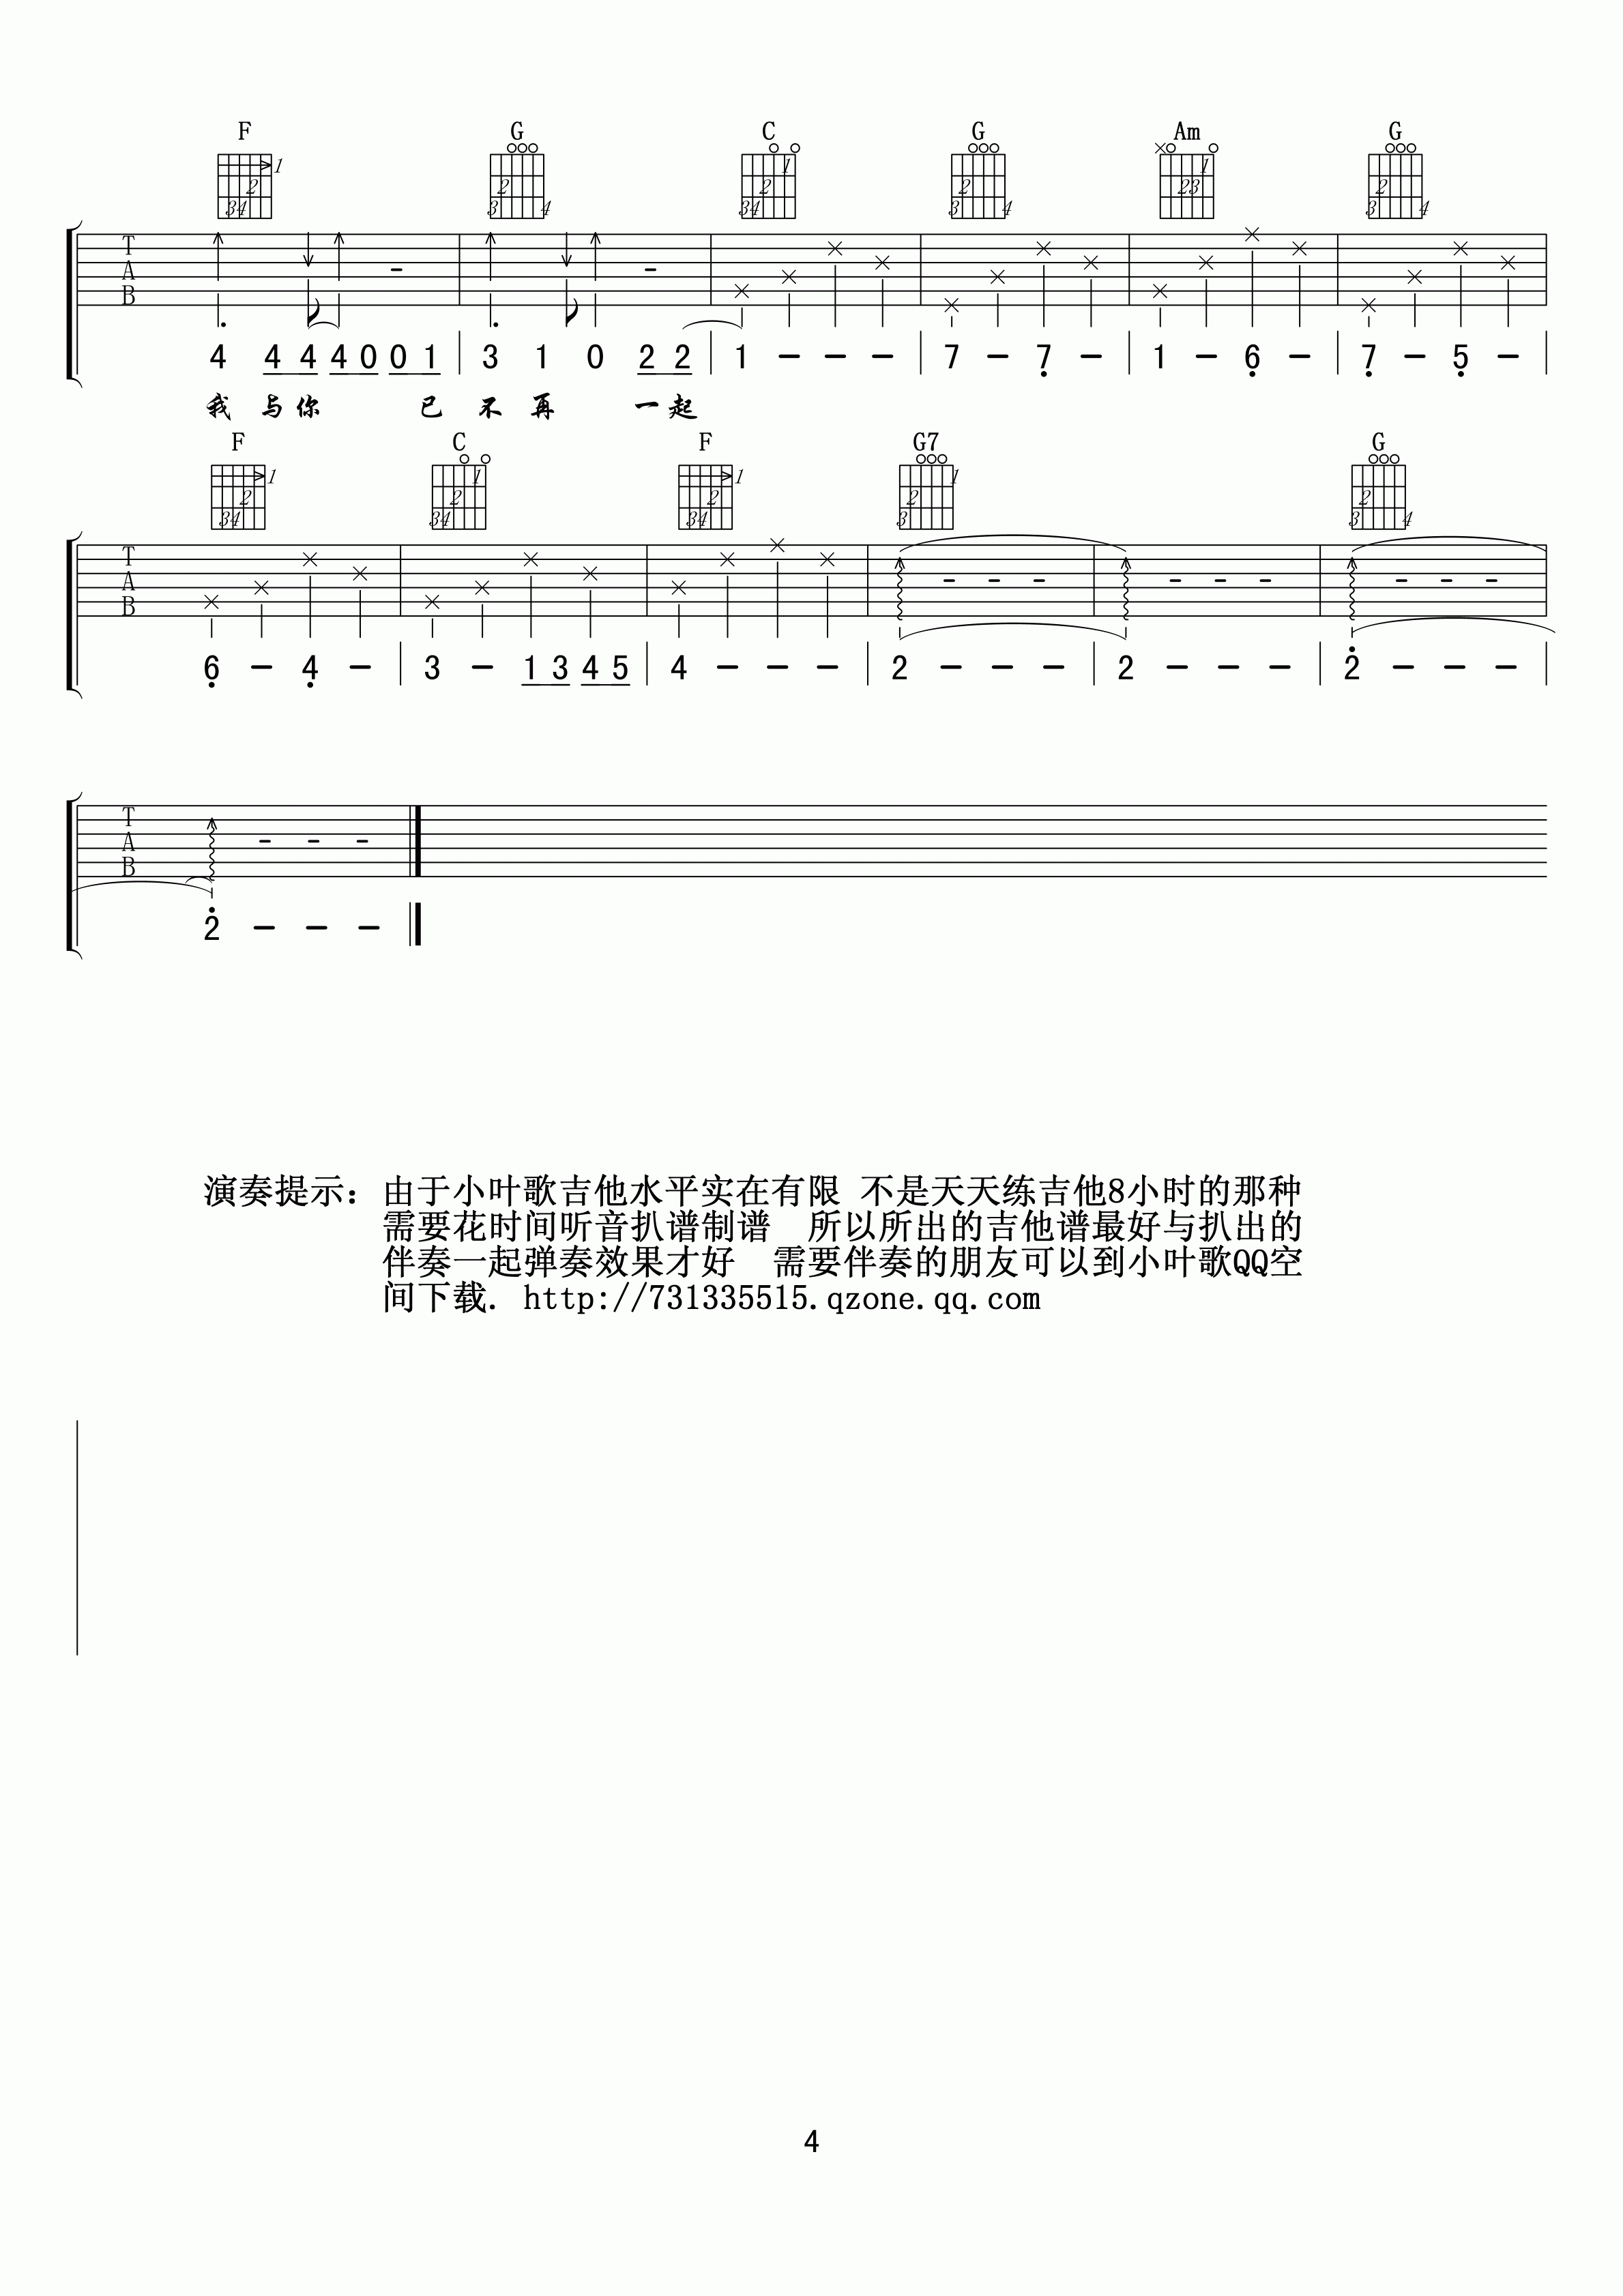 F G C G Am G
T
A
B
4 4 4 4 0 0 1 3 1 0 2 2 1 - - - 7 - 7 - 1 - 6 - 7 - 5 -
我 与 你 已 不 再 一 起
F C F G7 G
T
A
B
6 - 4 - 3 - 1 3 4 5 4 - - - 2 - - - 2 - - - 2 - - -
T
A
B
2 - - -
演奏提示：由于小叶歌吉他水平实在有限 不是天天练吉他8小时的那种
需要花时间听音扒谱制谱 所以所出的吉他谱最好与扒出的
伴奏一起弹奏效果才好 需要伴奏的朋友可以到小叶歌QQ空
间下载. http://731335515.qzone.qq.com
4